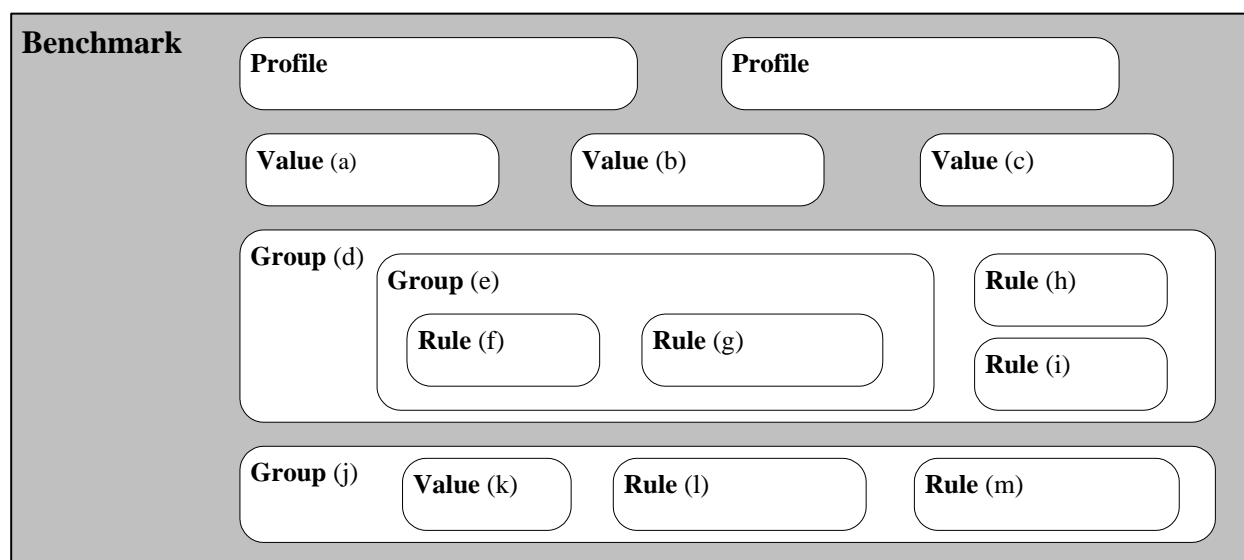 Benchmark
Profile
Profile
Value (a)
Value (b)
Value (c)
Group (d)
Group (e)
Rule (f)
Rule (g)
Rule (h)
Rule (i)
Group (j)
Value (k)
Rule (l)
Rule (m)